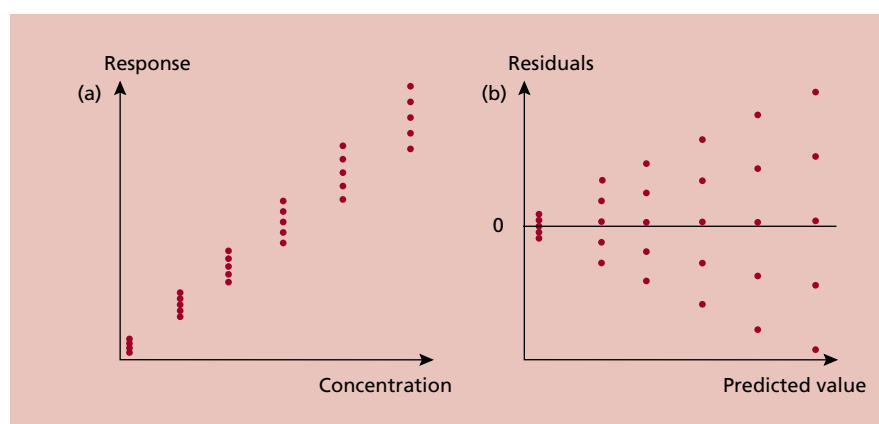 Response
(a)
Concentration
Residuals
(b)
0
Predicted value